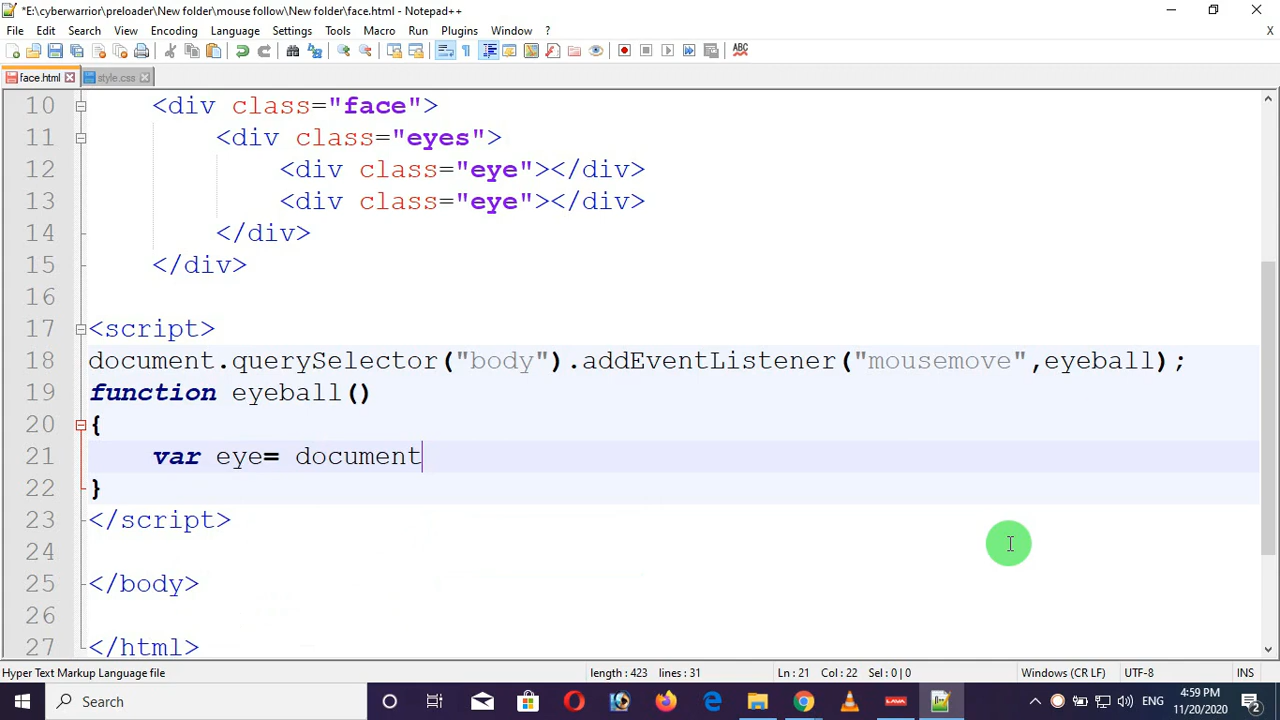 *E:\cyberwarrior\preloader\New folder\mouse follow\New folder\face.html - Notepad++
File Edit Search View Encoding Language Settings Tools Macro Run Plugins Window ? X
face.html style.css
10 <div class="face">
11 <div class="eyes">
12 <div class="eye"></div>
13 <div class="eye"></div>
14 </div>
15 </div>
16
17 <script>
18 document.querySelector("body").addEventListener("mousemove",eyeball);
19 function eyeball()
20 {
21 var eye= document
22 }
23 </script>
24
25 </body>
26
27 </html>
Hyper Text Markup Language file length : 423 lines : 31 Ln : 21 Col : 22 Sel : 0 | 0 Windows (CR LF) UTF-8 INS
Search ENG 4:59 PM
11/20/2020 2